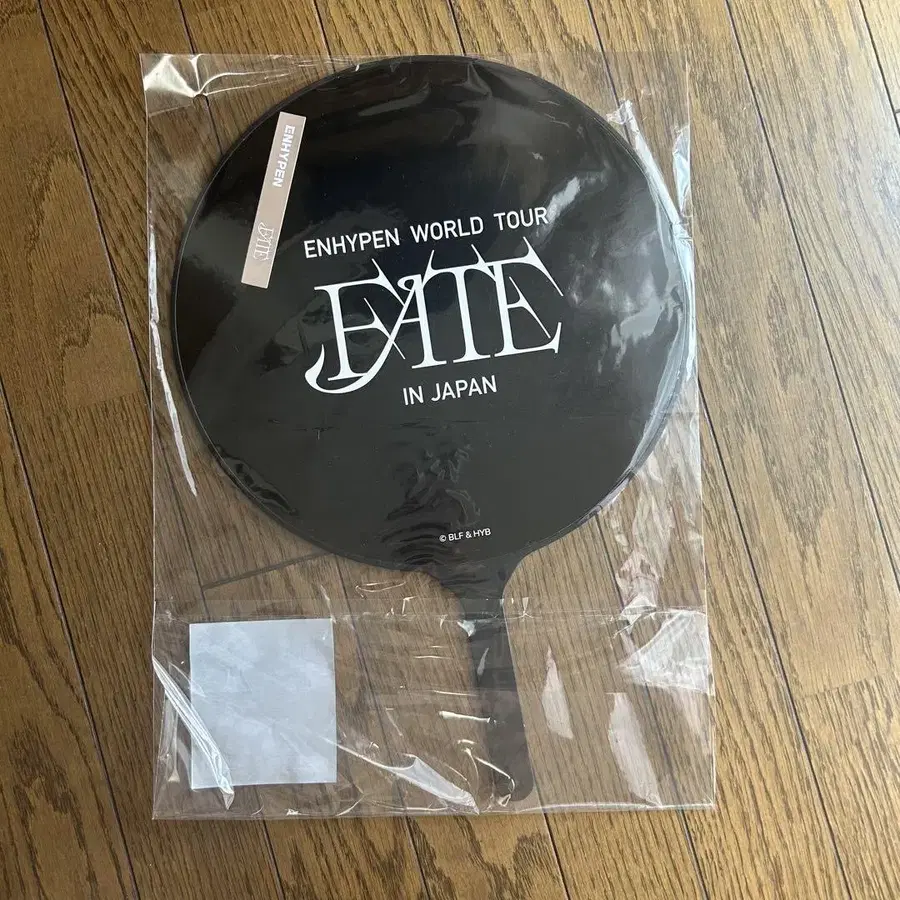 ENHYPEN FATE
ENHYPEN WORLD TOUR
FATE
IN JAPAN
© BLF & HYB